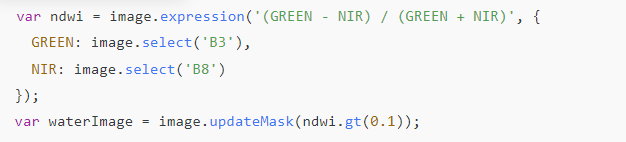 var ndwi = image.expression('(GREEN - NIR) / (GREEN + NIR)', {
  GREEN: image.select('B3'),
  NIR: image.select('B8')
});
var waterImage = image.updateMask(ndwi.gt(0.1));